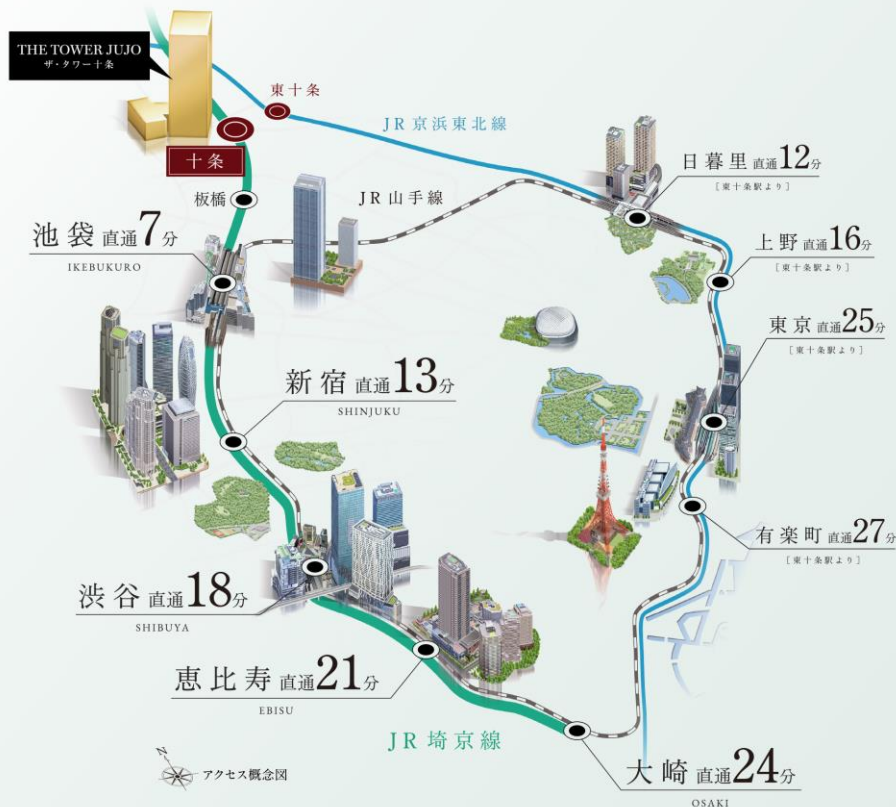 THE TOWER JUJO
ザ・タワー十条
東十条
JR京浜東北線
十条
板橋
JR山手線
日暮里 直通12分
[東十条駅より]
池袋 直通7分
IKEBUKURO
上野 直通16分
[東十条駅より]
東京 直通25分
[東十条駅より]
新宿 直通13分
SHINJUKU
有楽町 直通27分
[東十条駅より]
渋谷 直通18分
SHIBUYA
恵比寿 直通21分
EBISU
JR埼京線
大崎 直通24分
OSAKI
N
アクセス概念図